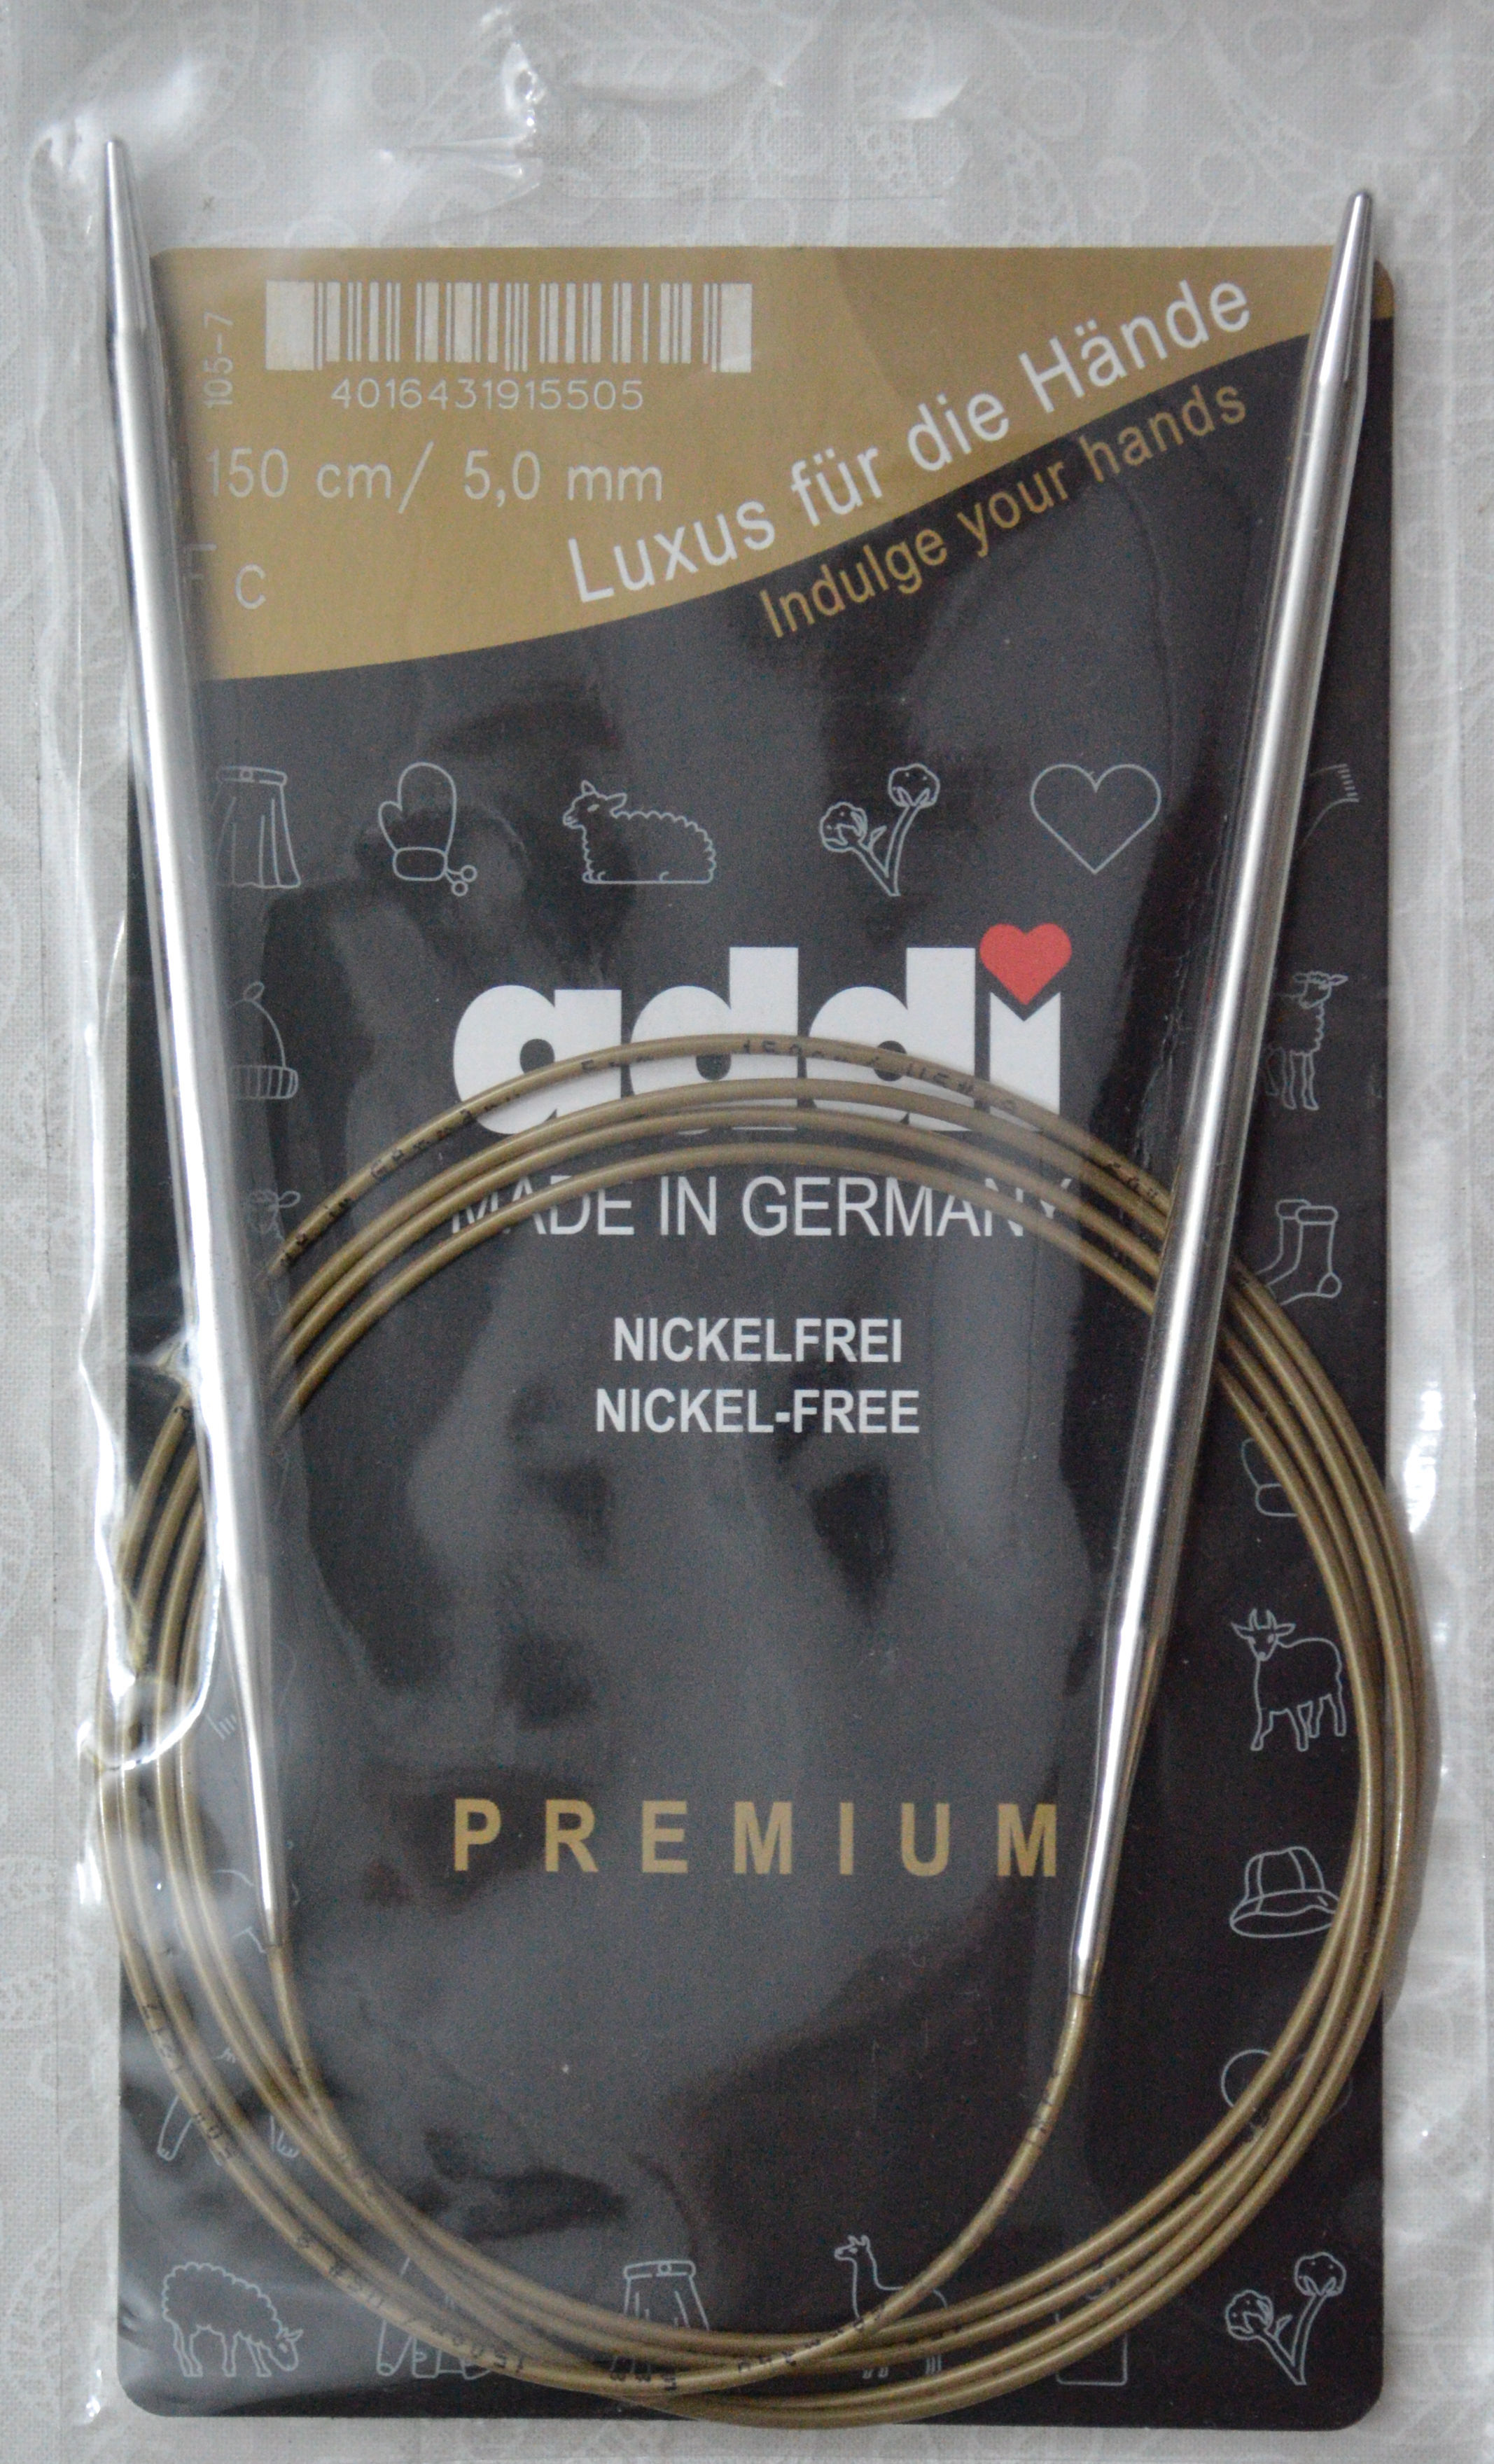 105-7
4016431915505
150 cm/ 5,0 mm
C
Luxus für die Hände
Indulge your hands
addi
MADE IN GERMANY
NICKELFREI
NICKEL-FREE
PREMIUM